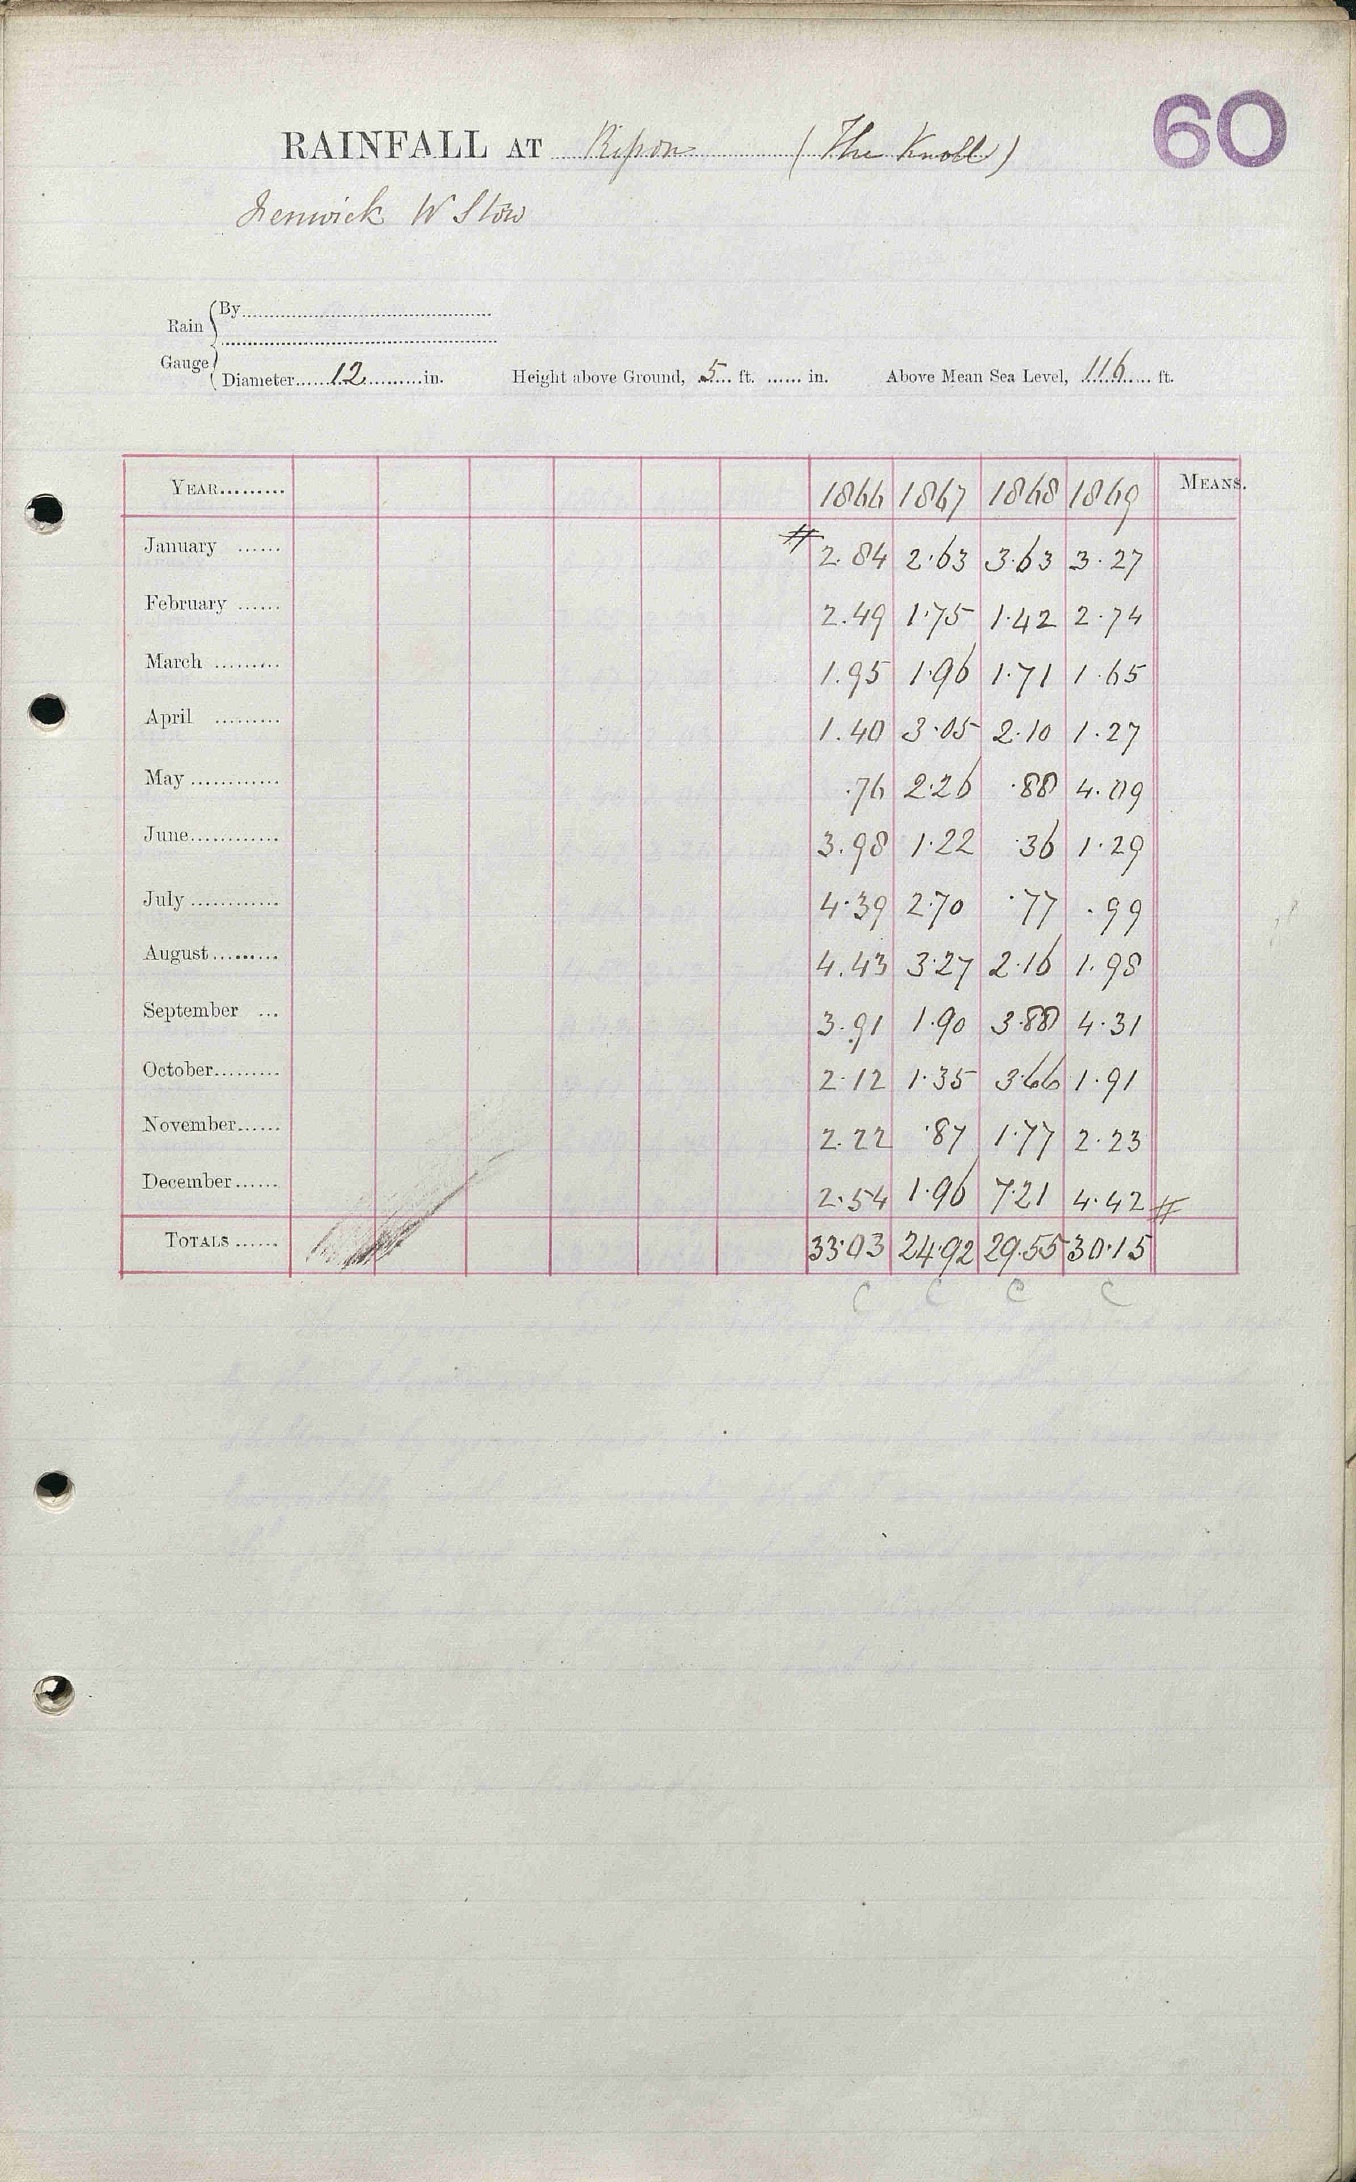 60
RAINFALL AT Ripon (The Knoll)
Fenwick W Stow
Rain Gauge
By
Diameter 12 in. Height above Ground, 5 ft. in. Above Mean Sea Level, 116 ft.
YEAR 1866 1867 1868 1869 MEANS.
January # 2.84 2.63 3.63 3.27
February 2.49 1.75 1.42 2.74
March 1.95 1.96 1.71 1.65
April 1.40 3.05 2.10 1.27
May .76 2.26 .88 4.09
June 3.98 1.22 .36 1.29
July 4.39 2.70 .77 .99
August 4.43 3.27 2.16 1.98
September 3.91 1.90 3.88 4.31
October 2.12 1.35 3.66 1.91
November 2.22 .87 1.77 2.23
December 2.54 1.96 7.21 4.42 #
TOTALS 33.03 24.92 29.55 30.15
C C C C